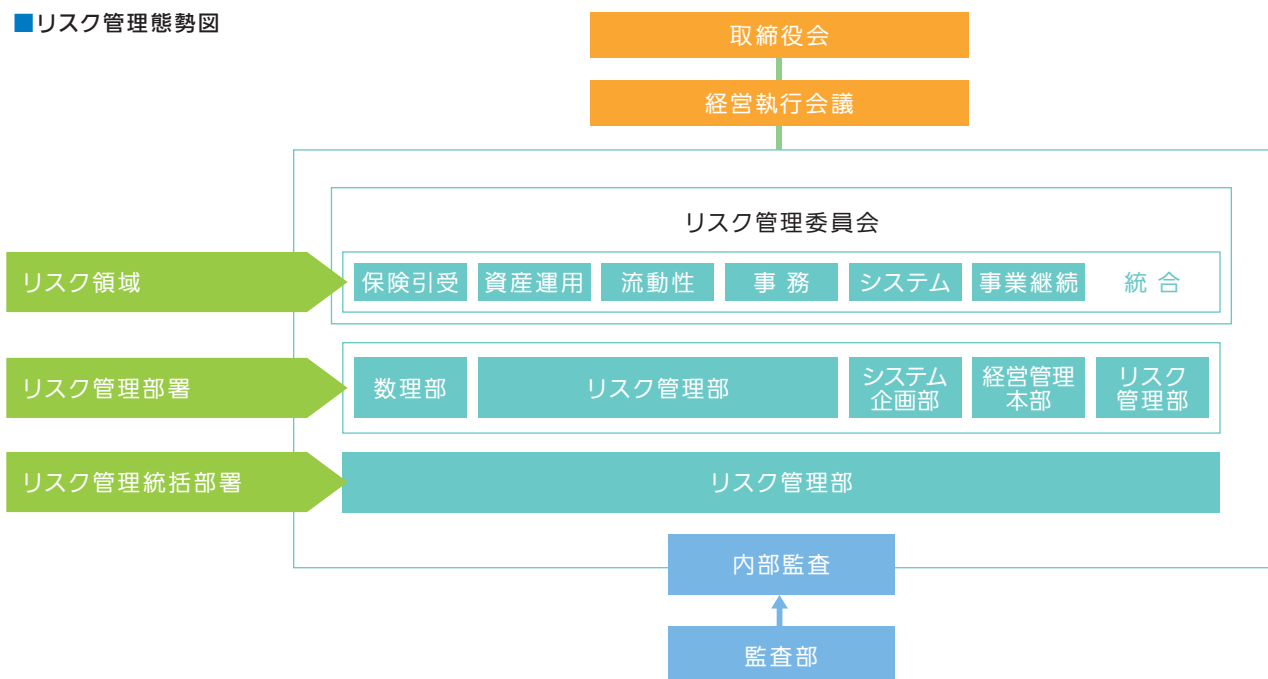 ■リスク管理態勢図
取締役会
経営執行会議
リスク管理委員会
リスク領域
保険引受
資産運用
流動性
事 務
システム
事業継続
統 合
リスク管理部署
数理部
リスク管理部
システム
企画部
経営管理
本部
リスク
管理部
リスク管理統括部署
リスク管理部
内部監査
監査部